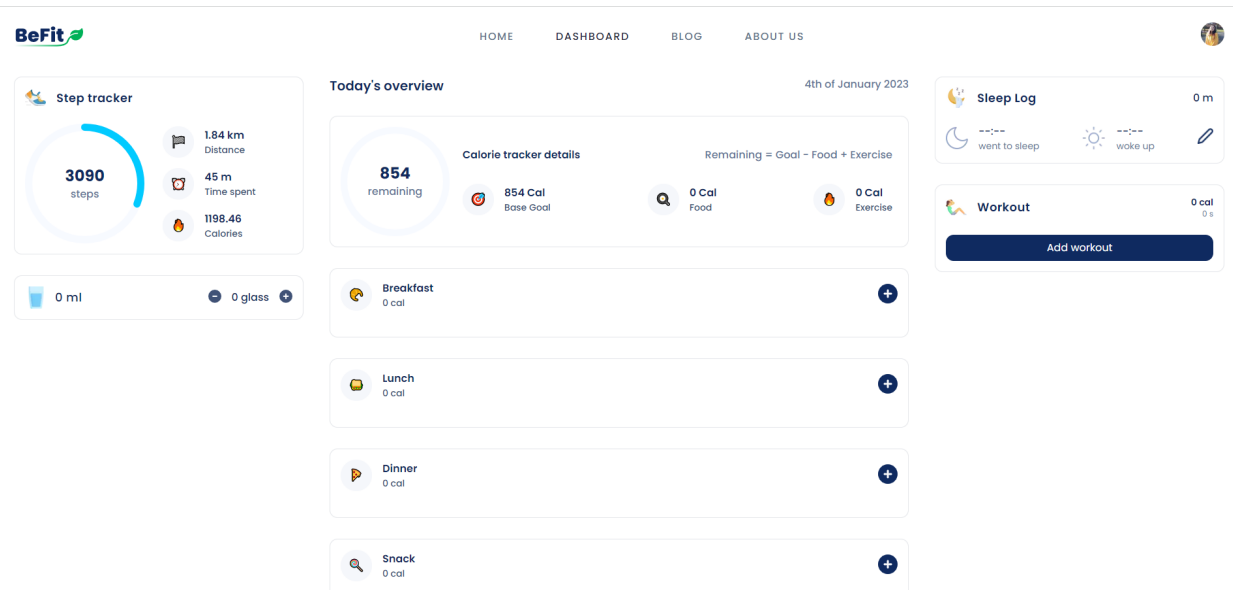 BeFit
HOME DASHBOARD BLOG ABOUT US
Step tracker
3090
steps
1.84 km
Distance
45 m
Time spent
1198.46
Calories
0 ml
0 glass
Today's overview
4th of January 2023
854
remaining
Calorie tracker details
Remaining = Goal - Food + Exercise
854 Cal
Base Goal
0 Cal
Food
0 Cal
Exercise
Breakfast
0 cal
Lunch
0 cal
Dinner
0 cal
Snack
0 cal
Sleep Log
0 m
--:--
went to sleep
--:--
woke up
Workout
0 cal
0 s
Add workout